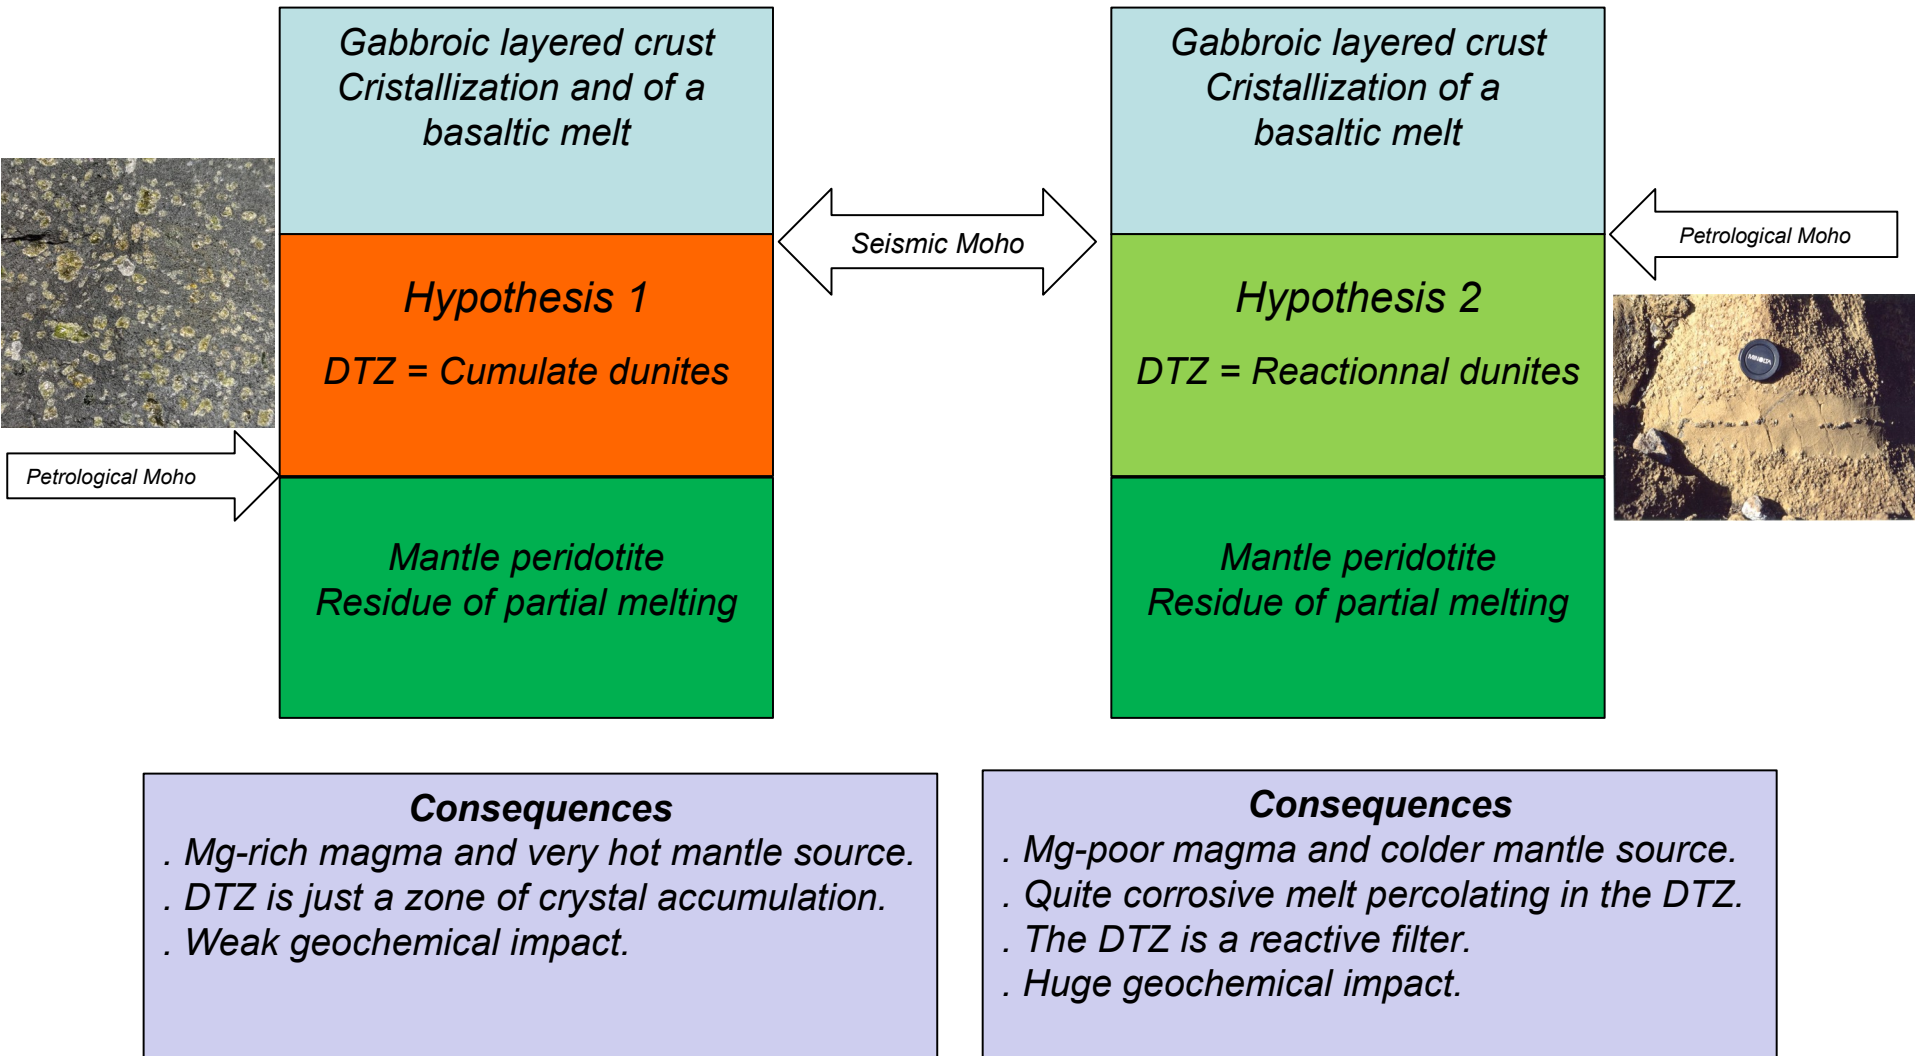 Gabbroic layered crust
Cristallization and of a
basaltic melt
Hypothesis 1
DTZ = Cumulate dunites
Mantle peridotite
Residue of partial melting
Petrological Moho
Seismic Moho
Gabbroic layered crust
Cristallization of a
basaltic melt
Hypothesis 2
DTZ = Reactionnal dunites
Mantle peridotite
Residue of partial melting
Petrological Moho
MINOLTA
Consequences
. Mg-rich magma and very hot mantle source.
. DTZ is just a zone of crystal accumulation.
. Weak geochemical impact.
Consequences
. Mg-poor magma and colder mantle source.
. Quite corrosive melt percolating in the DTZ.
. The DTZ is a reactive filter.
. Huge geochemical impact.